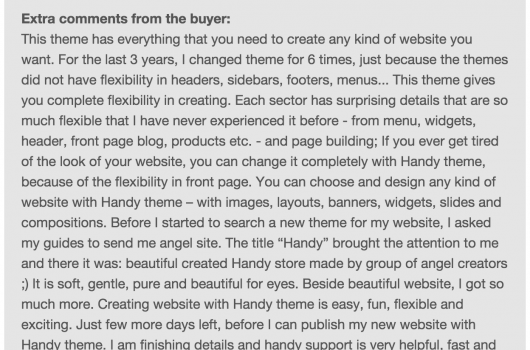 Extra comments from the buyer:
This theme has everything that you need to create any kind of website you
want. For the last 3 years, I changed theme for 6 times, just because the themes
did not have flexibility in headers, sidebars, footers, menus... This theme gives
you complete flexibility in creating. Each sector has surprising details that are so
much flexible that I have never experienced it before - from menu, widgets,
header, front page blog, products etc. - and page building; If you ever get tired
of the look of your website, you can change it completely with Handy theme,
because of the flexibility in front page. You can choose and design any kind of
website with Handy theme – with images, layouts, banners, widgets, slides and
compositions. Before I started to search a new theme for my website, I asked
my guides to send me angel site. The title “Handy” brought the attention to me
and there it was: beautiful created Handy store made by group of angel creators
;) It is soft, gentle, pure and beautiful for eyes. Beside beautiful website, I got so
much more. Creating website with Handy theme is easy, fun, flexible and
exciting. Just few more days left, before I can publish my new website with
Handy theme. I am finishing details and handy support is very helpful, fast and